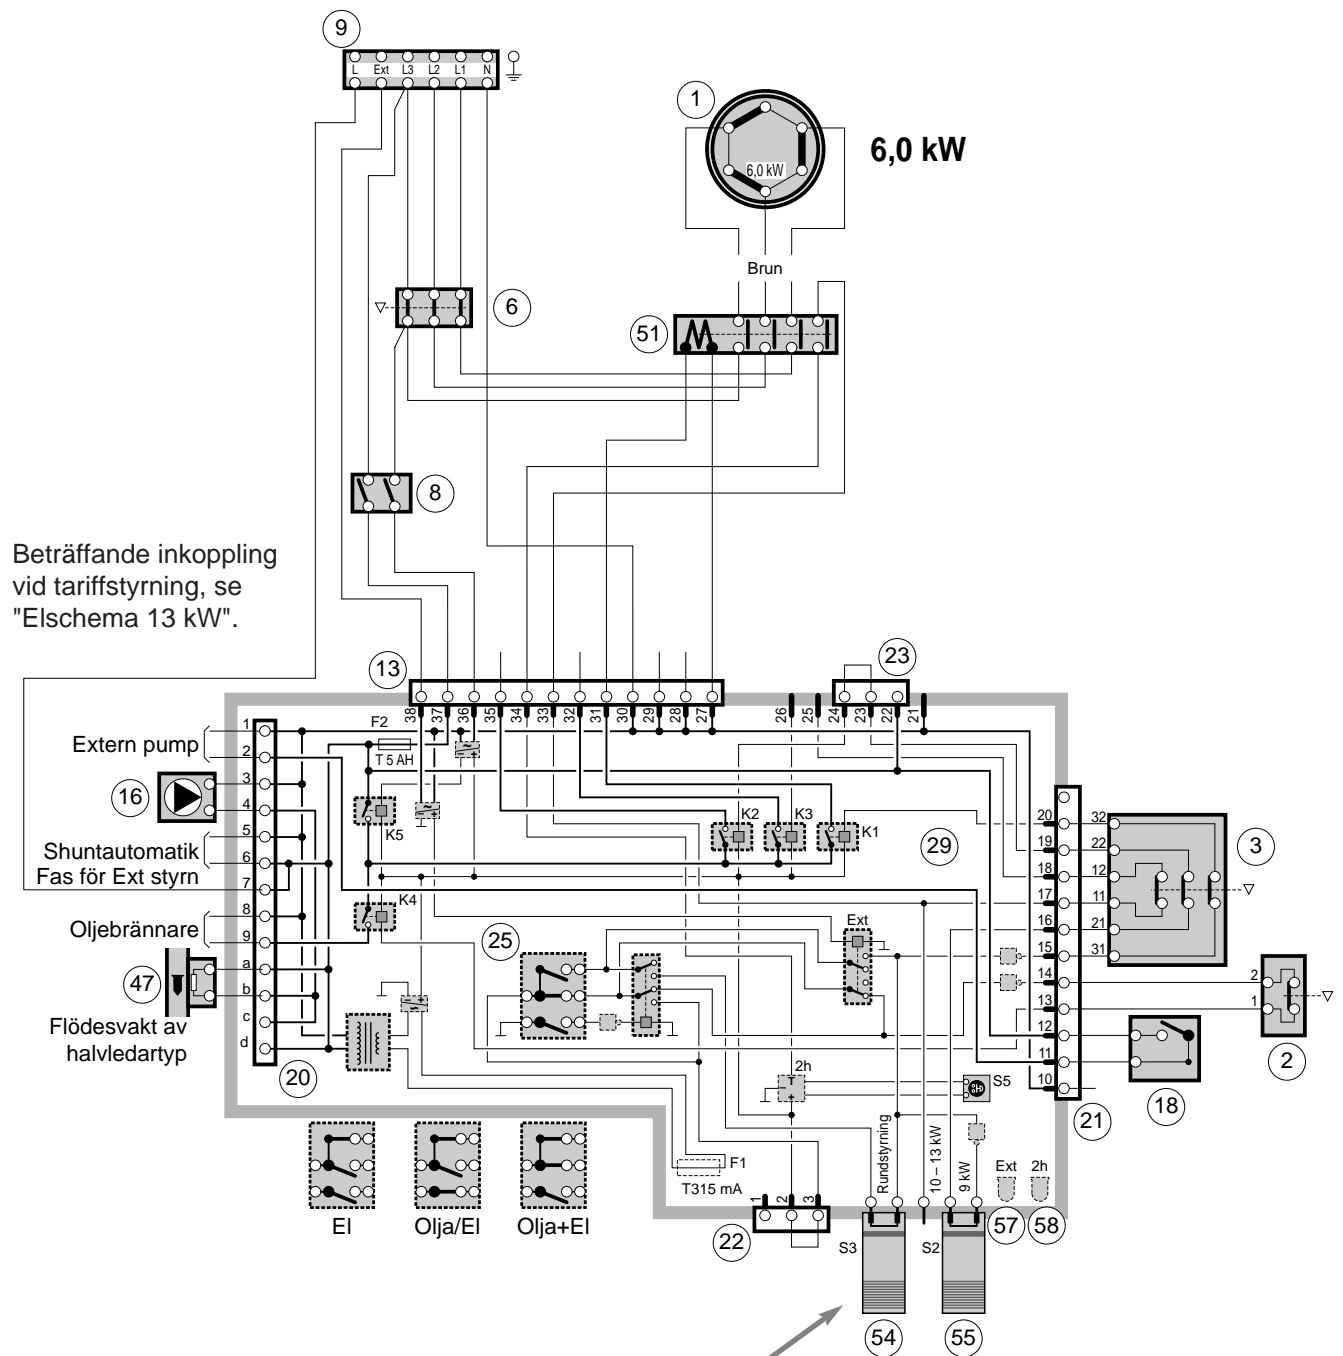 9
L Ext L3 L2 L1 N
1
6,0 kW
6,0 kW
Brun
6
51
8
Beträffande inkoppling
vid tariffstyrning, se
"Elschema 13 kW".
13
23
38 37 36 35 34 33 32 31 30 29 28 27 26 25 24 23 22 21
1
2
3
4
5
6
7
8
9
a
b
c
d
Extern pump
16
Shuntautomatik
Fas för Ext styrn
Oljebrännare
47
Flödesvakt av
halvledartyp
20
F2
T 5 AH
K5
K4
K2
K3
K1
29
25
Ext
2h
S5
20
19
18
17
16
15
14
13
12
11
10
32
22
12
11
21
31
3
2
1
2
18
21
El
Olja/El
Olja+El
F1
T315 mA
1 2 3
22
Rundstyrning
10 – 13 kW
9 kW
Ext
2h
57
58
S3
S2
54
55